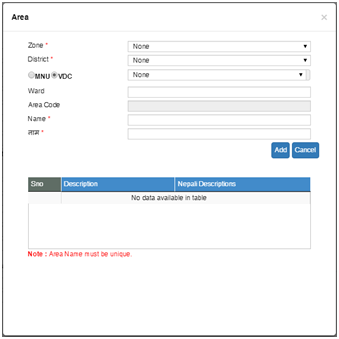 Area ×
Zone * None
District * None
MNU VDC None
Ward
Area Code
Name *
नाम *
Add Cancel
Sno Description Nepali Descriptions
No data available in table
Note : Area Name must be unique.